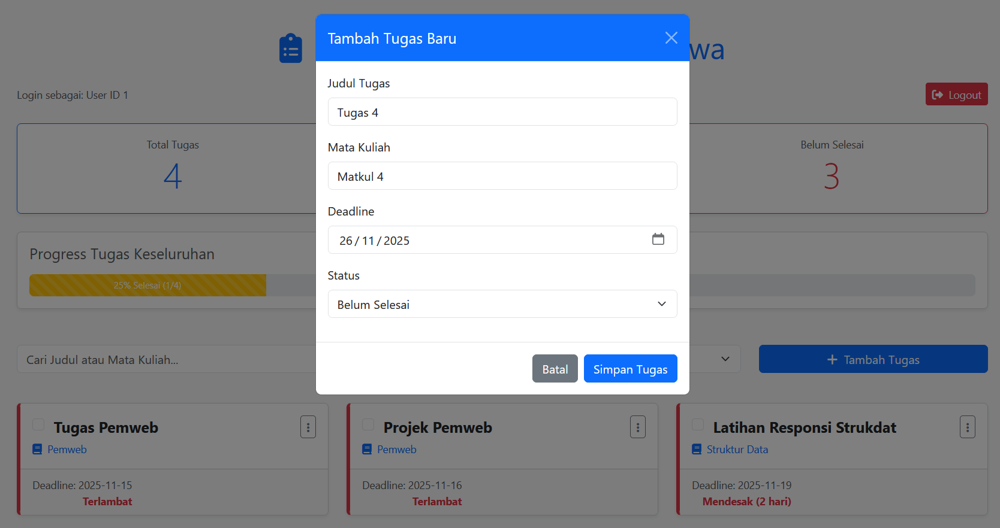 Tambah Tugas Baru
wa
Login sebagai: User ID 1
Logout
Judul Tugas
Tugas 4
Mata Kuliah
Matkul 4
Deadline
26/11/2025
Status
Belum Selesai
Batal
Simpan Tugas
Total Tugas
4
Belum Selesai
3
Progress Tugas Keseluruhan
25% Selesai (1/4)
Cari Judul atau Mata Kuliah...
Tambah Tugas
Tugas Pemweb
Pemweb
Deadline: 2025-11-15
Terlambat
Projek Pemweb
Pemweb
Deadline: 2025-11-16
Terlambat
Latihan Responsi Strukdat
Struktur Data
Deadline: 2025-11-19
Mendesak (2 hari)